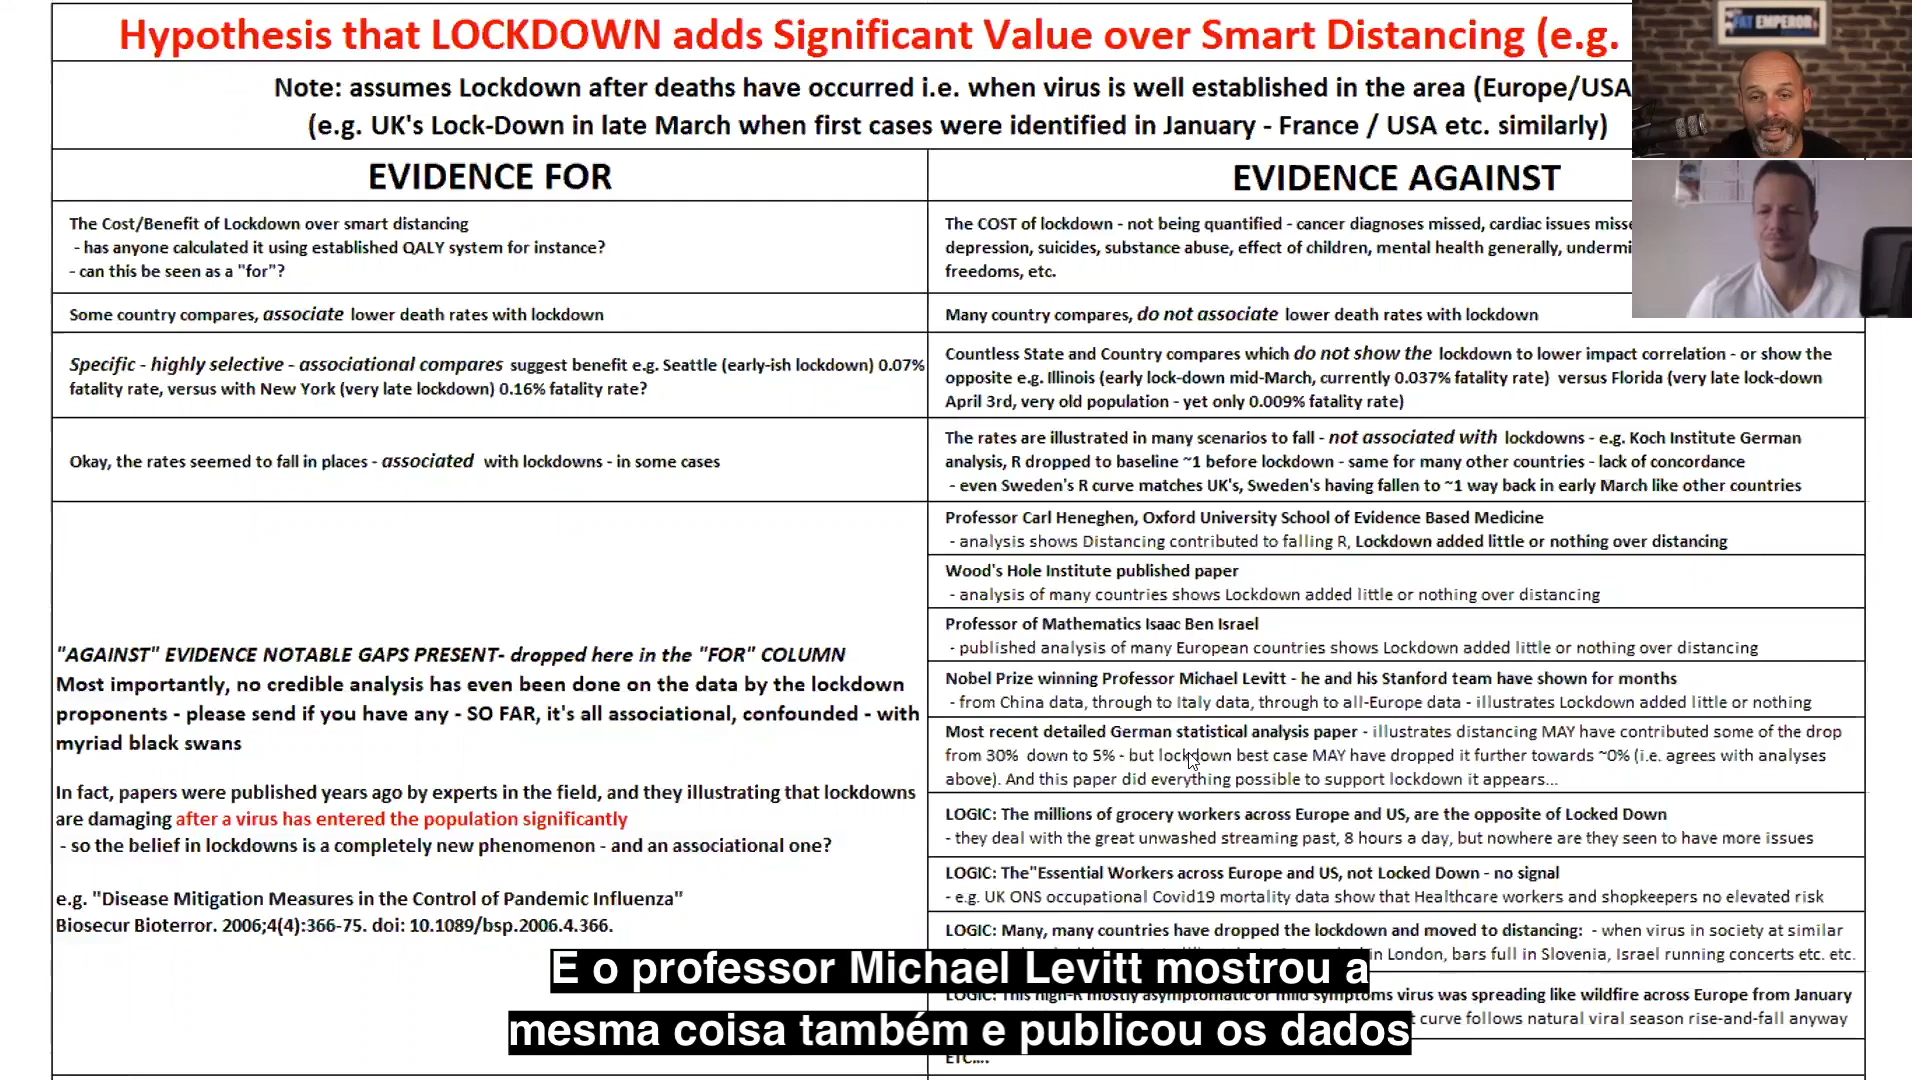 Hypothesis that LOCKDOWN adds Significant Value over Smart Distancing (e.g.
Note: assumes Lockdown after deaths have occurred i.e. when virus is well established in the area (Europe/USA
(e.g. UK's Lock-Down in late March when first cases were identified in January - France / USA etc. similarly)
FAT EMPEROR
EVIDENCE FOR
The Cost/Benefit of Lockdown over smart distancing
- has anyone calculated it using established QALY system for instance?
- can this be seen as a "for"?
Some country compares, associate lower death rates with lockdown
Specific - highly selective - associational compares suggest benefit e.g. Seattle (early-ish lockdown) 0.07%
fatality rate, versus with New York (very late lockdown) 0.16% fatality rate?
Okay, the rates seemed to fall in places - associated with lockdowns - in some cases
"AGAINST" EVIDENCE NOTABLE GAPS PRESENT- dropped here in the "FOR" COLUMN
Most importantly, no credible analysis has even been done on the data by the lockdown
proponents - please send if you have any - SO FAR, it's all associational, confounded - with
myriad black swans
In fact, papers were published years ago by experts in the field, and they illustrating that lockdowns
are damaging after a virus has entered the population significantly
- so the belief in lockdowns is a completely new phenomenon - and an associational one?
e.g. "Disease Mitigation Measures in the Control of Pandemic Influenza"
Biosecur Bioterror. 2006;4(4):366-75. doi: 10.1089/bsp.2006.4.366.
EVIDENCE AGAINST
The COST of lockdown - not being quantified - cancer diagnoses missed, cardiac issues
depression, suicides, substance abuse, effect of children, mental health generally,
freedoms, etc.
Many country compares, do not associate lower death rates with lockdown
Countless State and Country compares which do not show the lockdown to lower impact correlation - or show the
opposite e.g. Illinois (early lock-down mid-March, currently 0.037% fatality rate) versus Florida (very late lock-down
April 3rd, very old population - yet only 0.009% fatality rate)
The rates are illustrated in many scenarios to fall - not associated with lockdowns - e.g. Koch Institute German
analysis, R dropped to baseline ~1 before lockdown - same for many other countries - lack of concordance
- even Sweden's R curve matches UK's, Sweden's having fallen to ~1 way back in early March like other countries
Professor Carl Heneghen, Oxford University School of Evidence Based Medicine
- analysis shows Distancing contributed to falling R, Lockdown added little or nothing over distancing
Wood's Hole Institute published paper
- analysis of many countries shows Lockdown added little or nothing over distancing
Professor of Mathematics Isaac Ben Israel
- published analysis of many European countries shows Lockdown added little or nothing over distancing
Nobel Prize winning Professor Michael Levitt - he and his Stanford team have shown for months
- from China data, through to Italy data, through to all-Europe data - illustrates Lockdown added little or nothing
Most recent detailed German statistical analysis paper - illustrates distancing MAY have contributed some of the drop
from 30% down to 5% - but lockdown best case MAY have dropped it further towards ~0% (i.e. agrees with analyses
above). And this paper did everything possible to support lockdown it appears...
LOGIC: The millions of grocery workers across Europe and US, are the opposite of Locked Down
- they deal with the great unwashed streaming past, 8 hours a day, but nowhere are they seen to have more issues
LOGIC: The"Essential Workers across Europe and US, not Locked Down - no signal
- e.g. UK ONS occupational Covid19 mortality data show that Healthcare workers and shopkeepers no elevated risk
LOGIC: Many, many countries have dropped the lockdown and moved to distancing: - when virus in society at similar
in London, bars full in Slovenia, Israel running concerts etc. etc.
LOGIC: This high-R mostly asymptomatic or mild symptoms virus was spreading like wildfire across Europe from January
curve follows natural viral season rise-and-fall anyway
ETC....
E o professor Michael Levitt mostrou a
mesma coisa também e publicou os dados